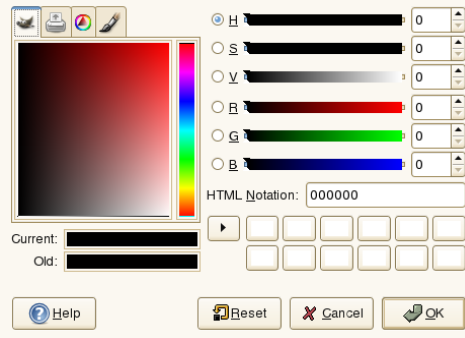 H 0
S 0
V 0
R 0
G 0
B 0
HTML Notation: 000000
Current:
Old:
Help Reset Cancel OK